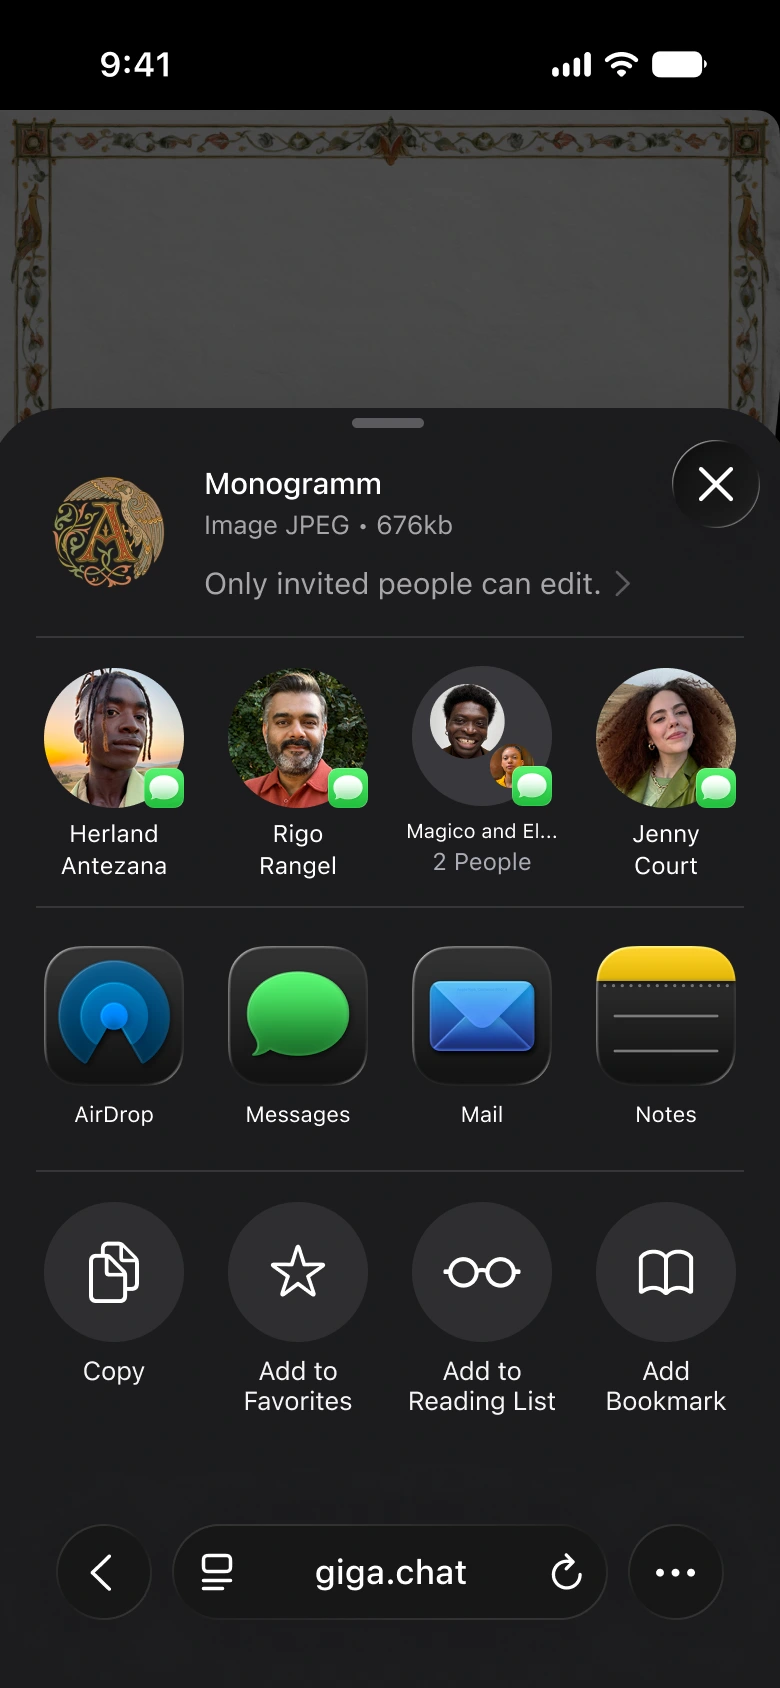 9:41
Monogramm
Image JPEG • 676kb
Only invited people can edit.
A
Herland
Antezana
Rigo
Rangel
Magico and El...
2 People
Jenny
Court
AirDrop
Messages
Mail
Notes
Copy
Add to
Favorites
Add to
Reading List
Add
Bookmark
giga.chat